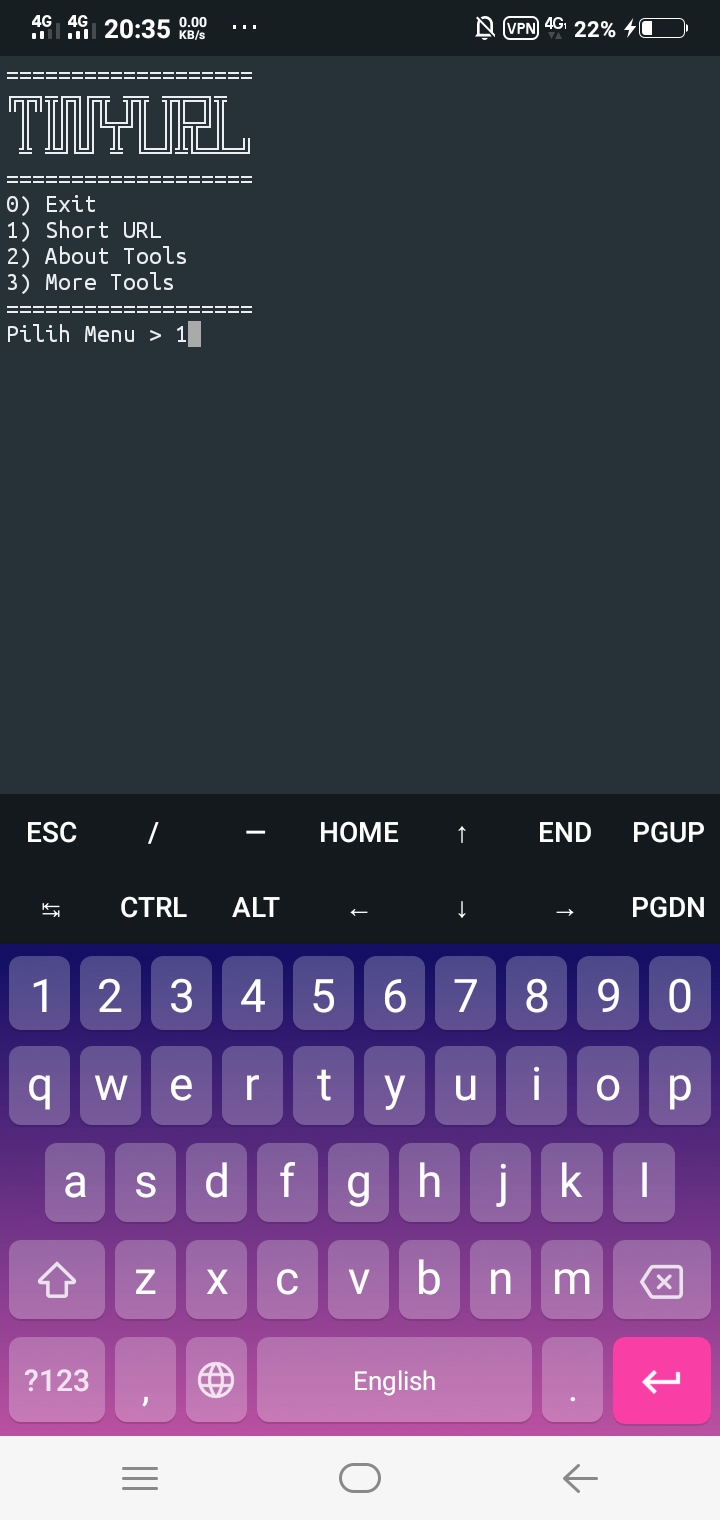 4G 4G 20:35 0.00 KB/s ... VPN 4G 22%
===================
TINYURL
===================
0) Exit
1) Short URL
2) About Tools
3) More Tools
===================
Pilih Menu > 1
ESC / — HOME ↑ END PGUP
↹ CTRL ALT ← ↓ → PGDN
1 2 3 4 5 6 7 8 9 0
q w e r t y u i o p
a s d f g h j k l
z x c v b n m
?123 , English .